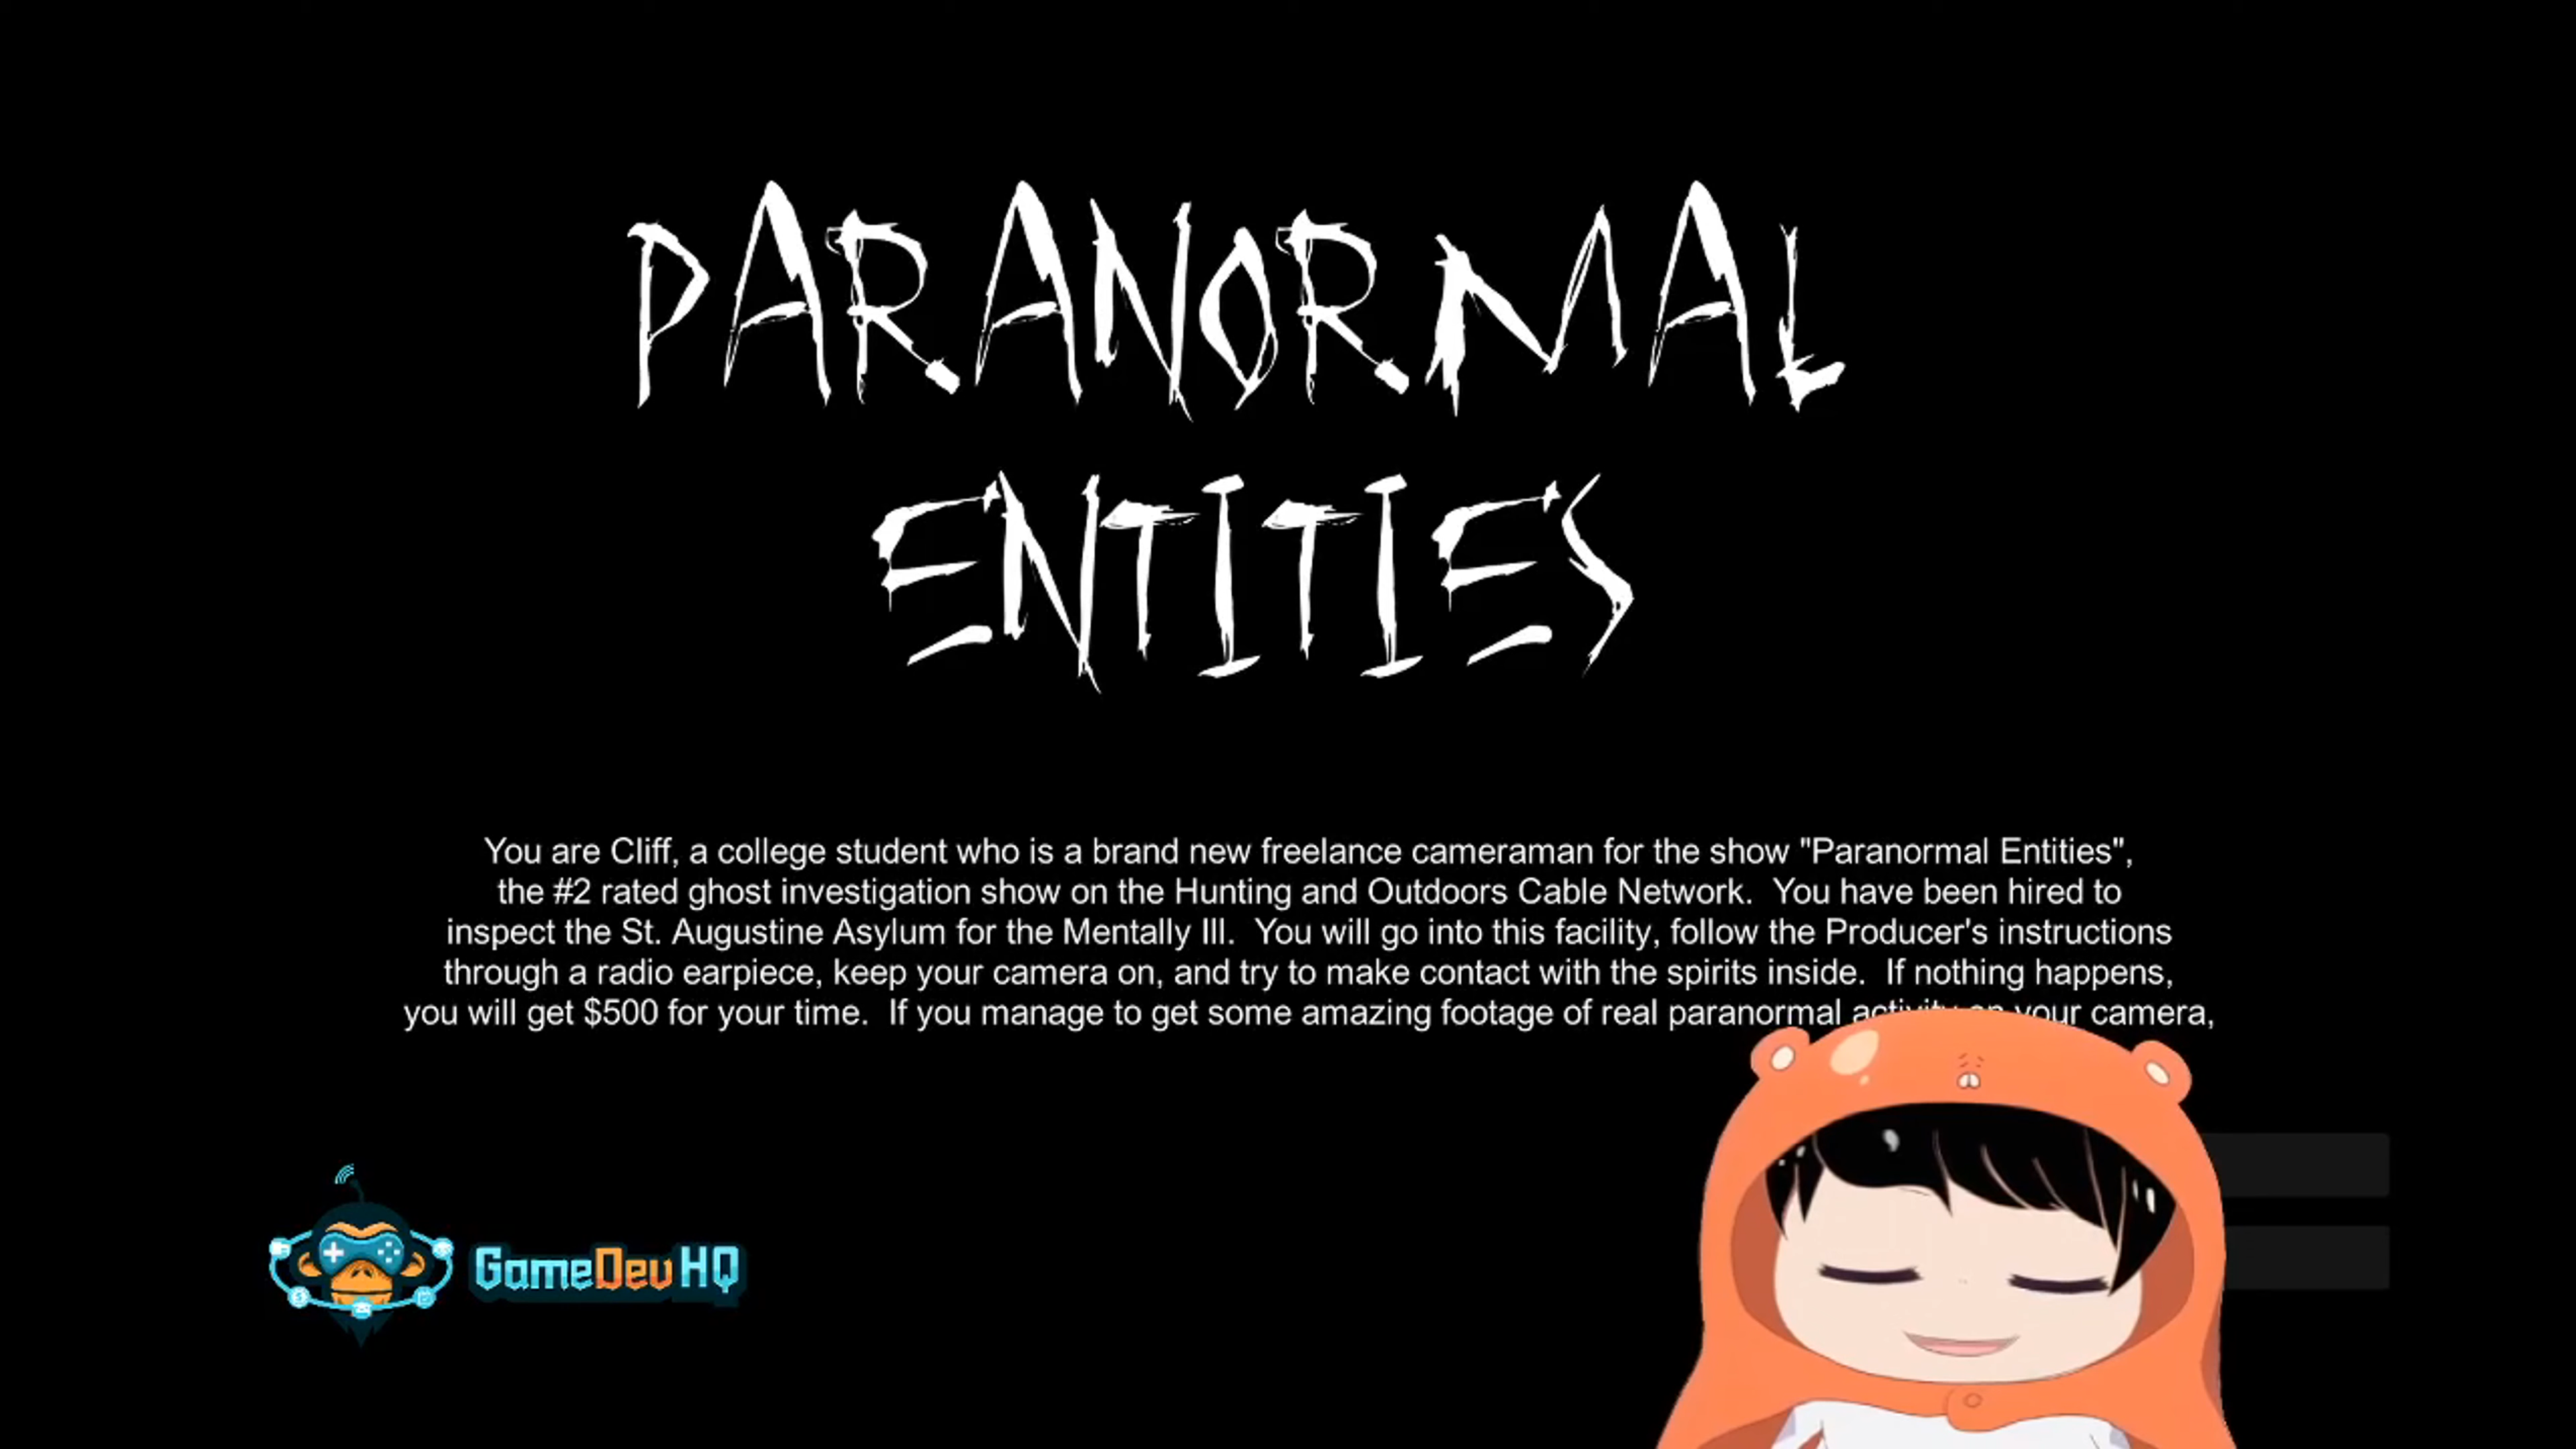 PARANORMAL
ENTITIES
You are Cliff, a college student who is a brand new freelance cameraman for the show "Paranormal Entities",
the #2 rated ghost investigation show on the Hunting and Outdoors Cable Network.  You have been hired to
inspect the St. Augustine Asylum for the Mentally Ill.  You will go into this facility, follow the Producer's instructions
through a radio earpiece, keep your camera on, and try to make contact with the spirits inside.  If nothing happens,
you will get $500 for your time.  If you manage to get some amazing footage of real paranormal activity on your camera,
GameDevHQ